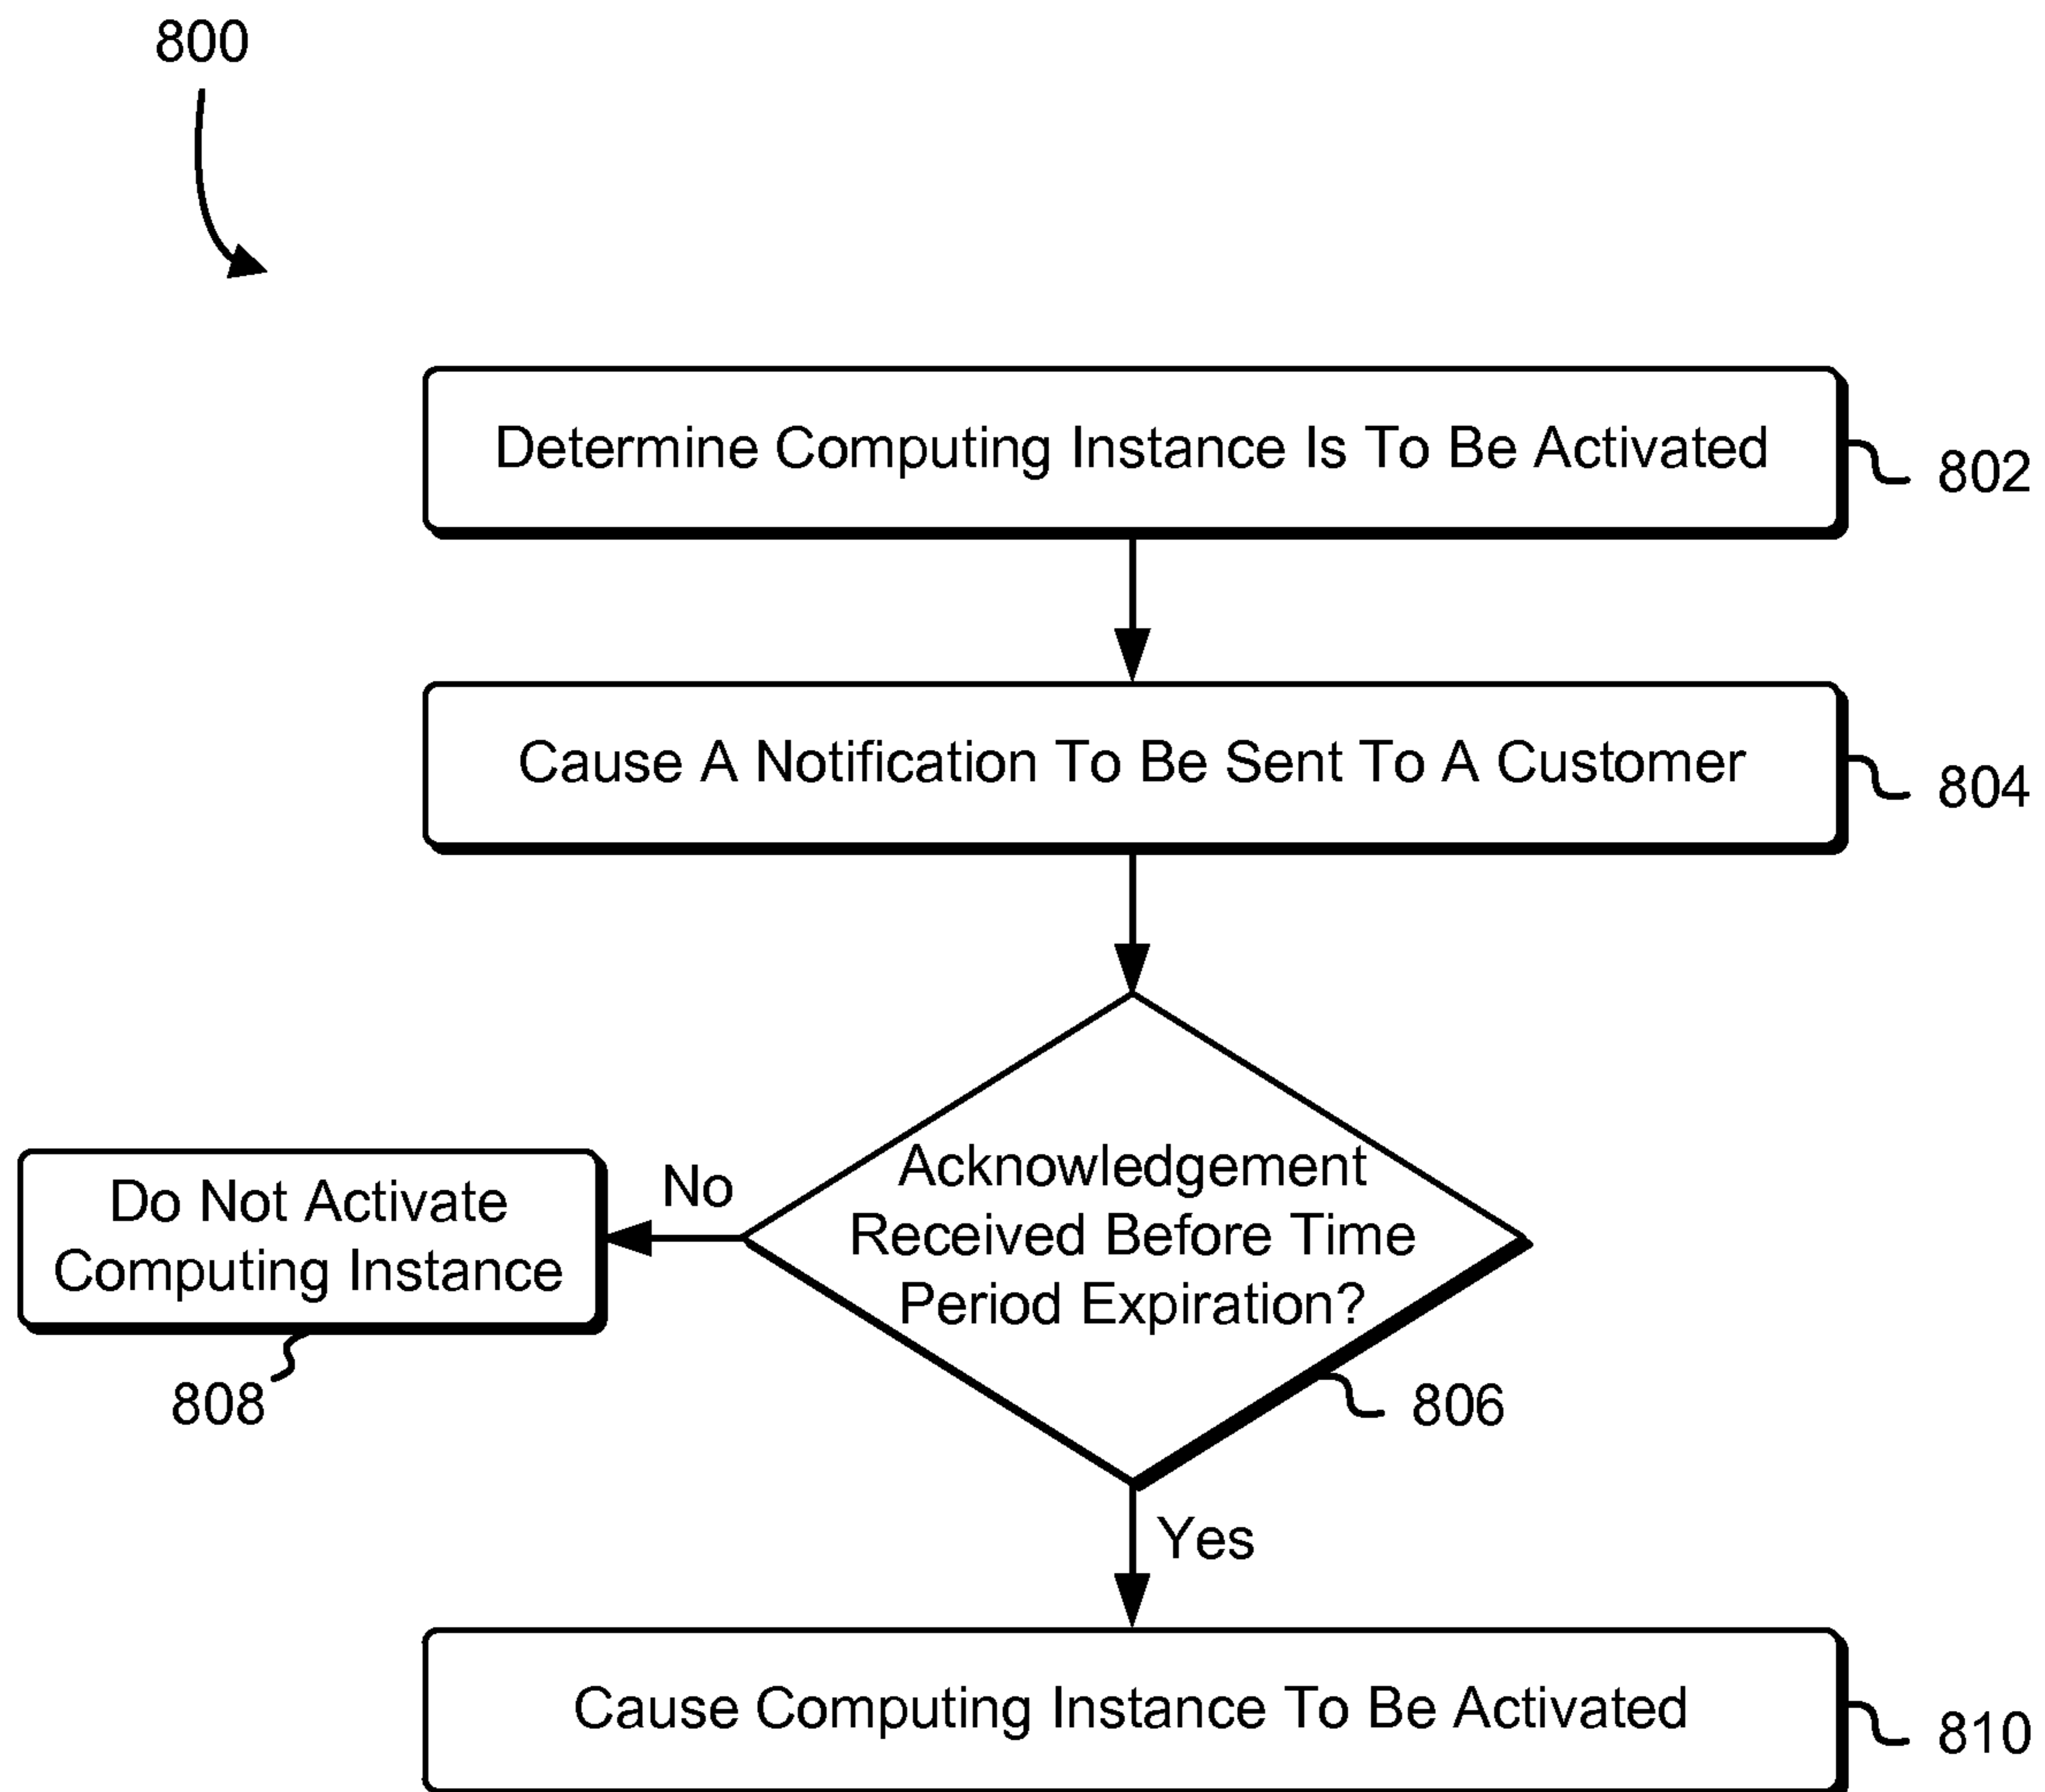 800
Determine Computing Instance Is To Be Activated
802
Cause A Notification To Be Sent To A Customer
804
Acknowledgement
Received Before Time
Period Expiration?
806
No
Do Not Activate
Computing Instance
808
Yes
Cause Computing Instance To Be Activated
810